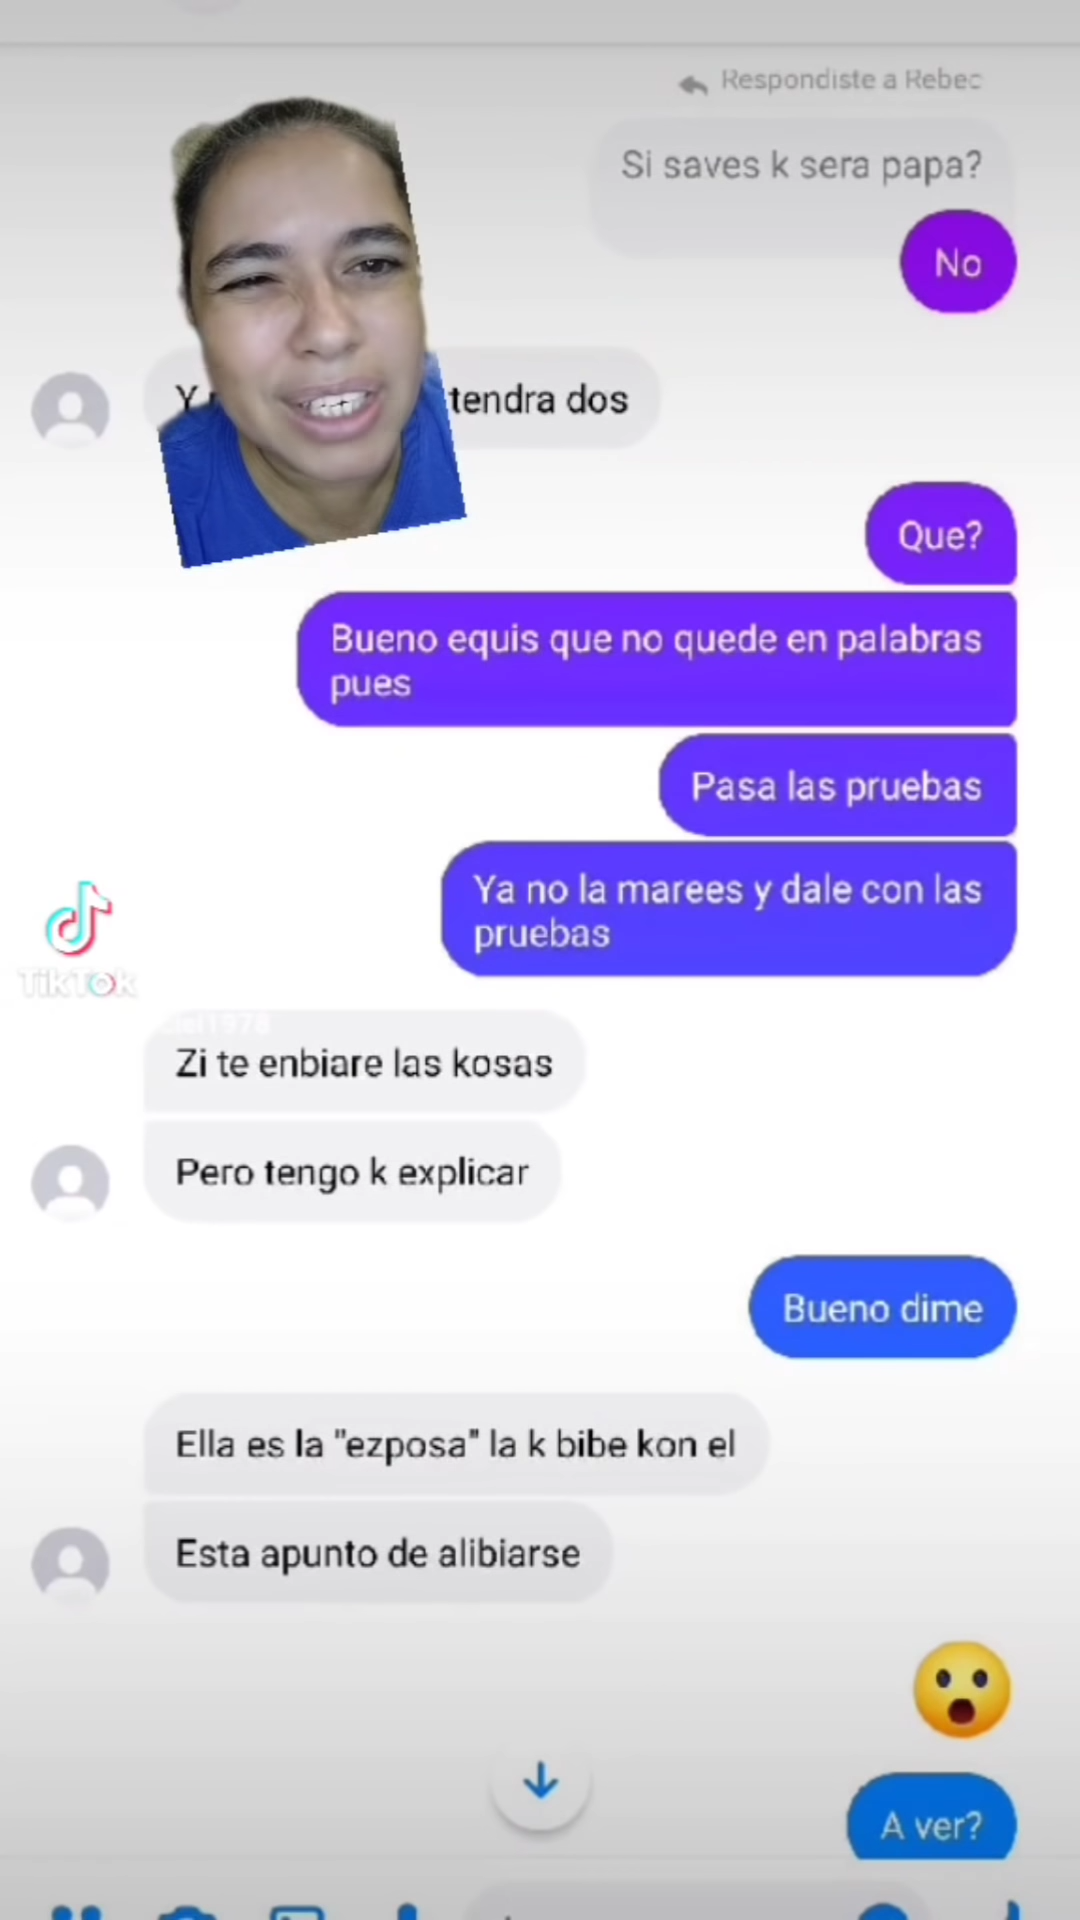 Respondiste a Rebec
Si saves k sera papa?
No
Y
tendra dos
Que?
Bueno equis que no quede en palabras
pues
Pasa las pruebas
Ya no la marees y dale con las
pruebas
TikTok
Zi te enbiare las kosas
Pero tengo k explicar
Bueno dime
Ella es la "ezposa" la k bibe kon el
Esta apunto de alibiarse
A ver?